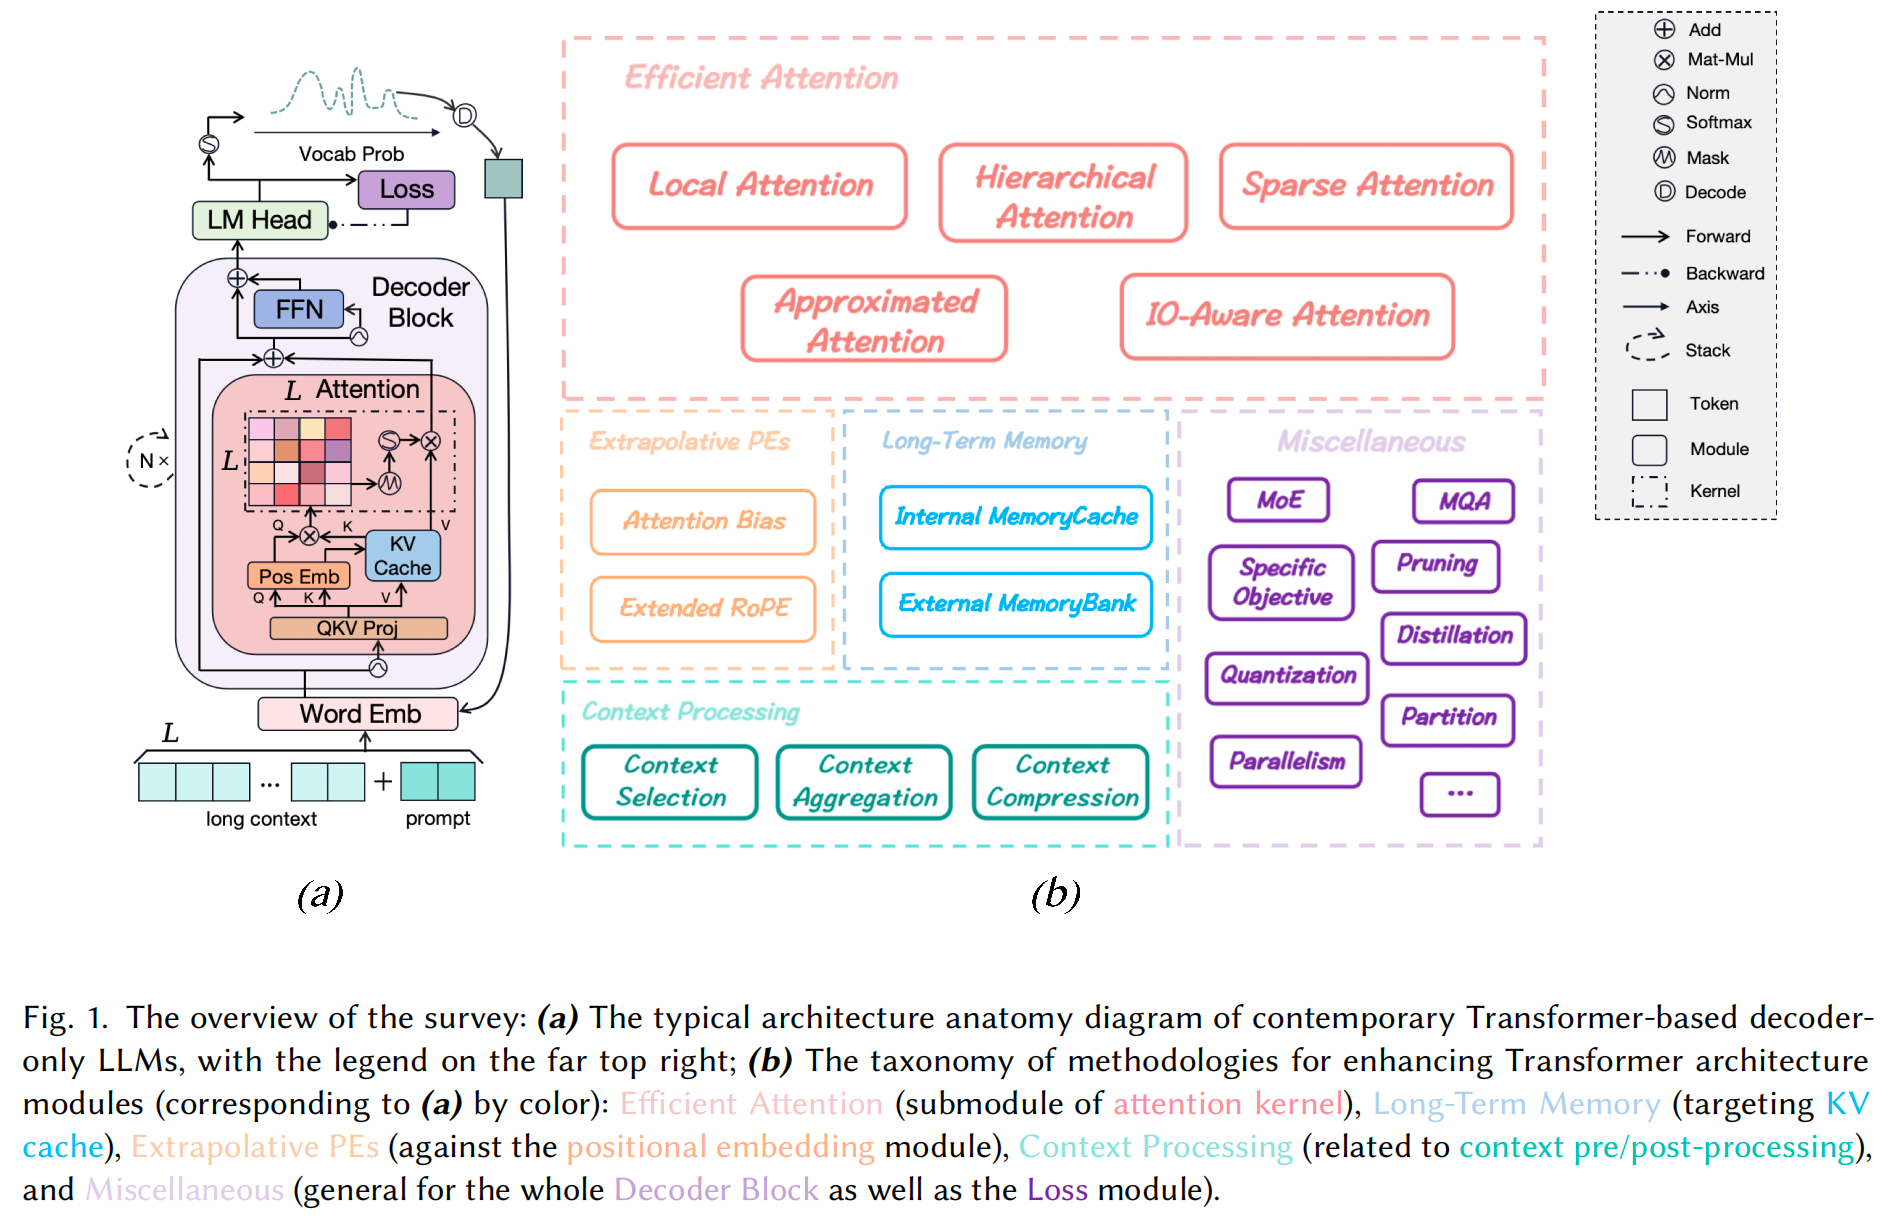 Vocab Prob
D
S
Loss
LM Head
Decoder
Block
FFN
L Attention
L
S
M
N ×
Q
K
V
KV
Cache
Pos Emb
Q
K
V
QKV Proj
Word Emb
L
...
+
long context
prompt
(a)
Efficient Attention
Local Attention
Hierarchical
Attention
Sparse Attention
Approximated
Attention
IO-Aware Attention
Extrapolative PEs
Attention Bias
Extended RoPE
Long-Term Memory
Internal MemoryCache
External MemoryBank
Miscellaneous
MoE
MQA
Specific
Objective
Pruning
Distillation
Quantization
Partition
Parallelism
...
Context Processing
Context
Selection
Context
Aggregation
Context
Compression
(b)
Add
Mat-Mul
Norm
S Softmax
M Mask
D Decode
Forward
Backward
Axis
Stack
Token
Module
Kernel
Fig. 1. The overview of the survey: (a) The typical architecture anatomy diagram of contemporary Transformer-based decoder-
only LLMs, with the legend on the far top right; (b) The taxonomy of methodologies for enhancing Transformer architecture
modules (corresponding to (a) by color): Efficient Attention (submodule of attention kernel), Long-Term Memory (targeting KV
cache), Extrapolative PEs (against the positional embedding module), Context Processing (related to context pre/post-processing),
and Miscellaneous (general for the whole Decoder Block as well as the Loss module).